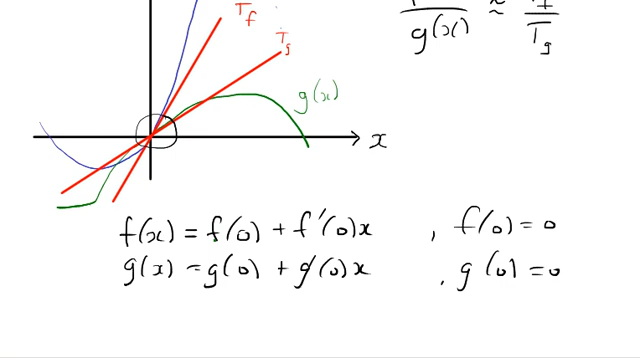 T_f
T_g
g(x)
g(x) ≈ T_g
x
f(x) = f(0) + f'(0)x , f(0) = 0
g(x) = g(0) + g'(0)x , g(0) = 0